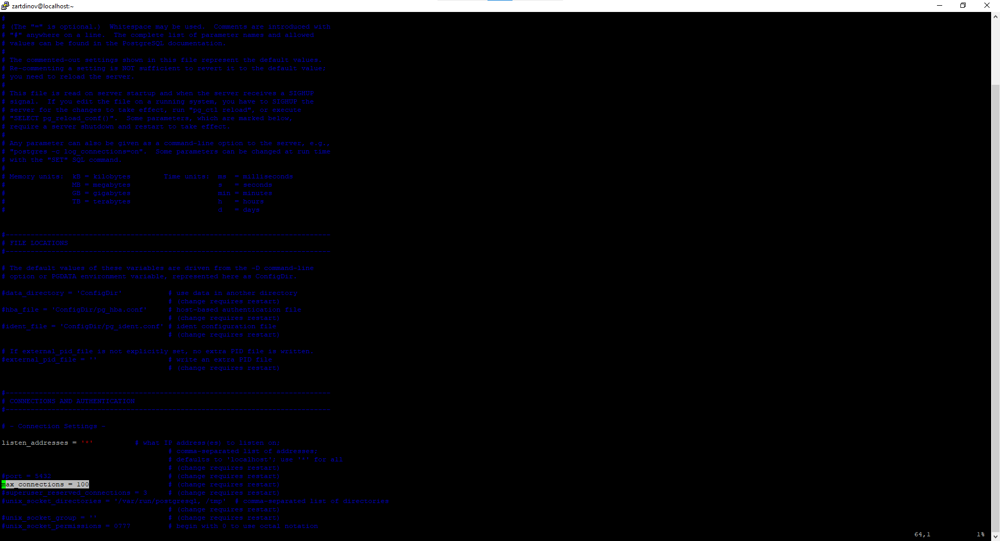 zartdinov@localhost:~
#
# (The "=" is optional.)  Whitespace may be used.  Comments are introduced with
# "#" anywhere on a line.  The complete list of parameter names and allowed
# values can be found in the PostgreSQL documentation.
#
# The commented-out settings shown in this file represent the default values.
# Re-commenting a setting is NOT sufficient to revert it to the default value;
# you need to reload the server.
#
# This file is read on server startup and when the server receives a SIGHUP
# signal.  If you edit the file on a running system, you have to SIGHUP the
# server for the changes to take effect, run "pg_ctl reload", or execute
# "SELECT pg_reload_conf()".  Some parameters, which are marked below,
# require a server shutdown and restart to take effect.
#
# Any parameter can also be given as a command-line option to the server, e.g.,
# "postgres -c log_connections=on".  Some parameters can be changed at run time
# with the "SET" SQL command.
#
# Memory units:  kB = kilobytes        Time units:  ms  = milliseconds
#                MB = megabytes                     s   = seconds
#                GB = gigabytes                     min = minutes
#                TB = terabytes                     h   = hours
#                                                   d   = days
#------------------------------------------------------------------------------
# FILE LOCATIONS
#------------------------------------------------------------------------------
# The default values of these variables are driven from the -D command-line
# option or PGDATA environment variable, represented here as ConfigDir.
#data_directory = 'ConfigDir'           # use data in another directory
# (change requires restart)
#hba_file = 'ConfigDir/pg_hba.conf'     # host-based authentication file
# (change requires restart)
#ident_file = 'ConfigDir/pg_ident.conf' # ident configuration file
# (change requires restart)
# If external_pid_file is not explicitly set, no extra PID file is written.
#external_pid_file = ''                 # write an extra PID file
# (change requires restart)
#------------------------------------------------------------------------------
# CONNECTIONS AND AUTHENTICATION
#------------------------------------------------------------------------------
# - Connection Settings -
listen_addresses = '*'          # what IP address(es) to listen on;
# comma-separated list of addresses;
# defaults to 'localhost'; use '*' for all
# (change requires restart)
#port = 5432                            # (change requires restart)
max_connections = 100                   # (change requires restart)
#superuser_reserved_connections = 3     # (change requires restart)
#unix_socket_directories = '/var/run/postgresql, /tmp'  # comma-separated list of directories
# (change requires restart)
#unix_socket_group = ''                 # (change requires restart)
#unix_socket_permissions = 0777         # begin with 0 to use octal notation
64,1          1%